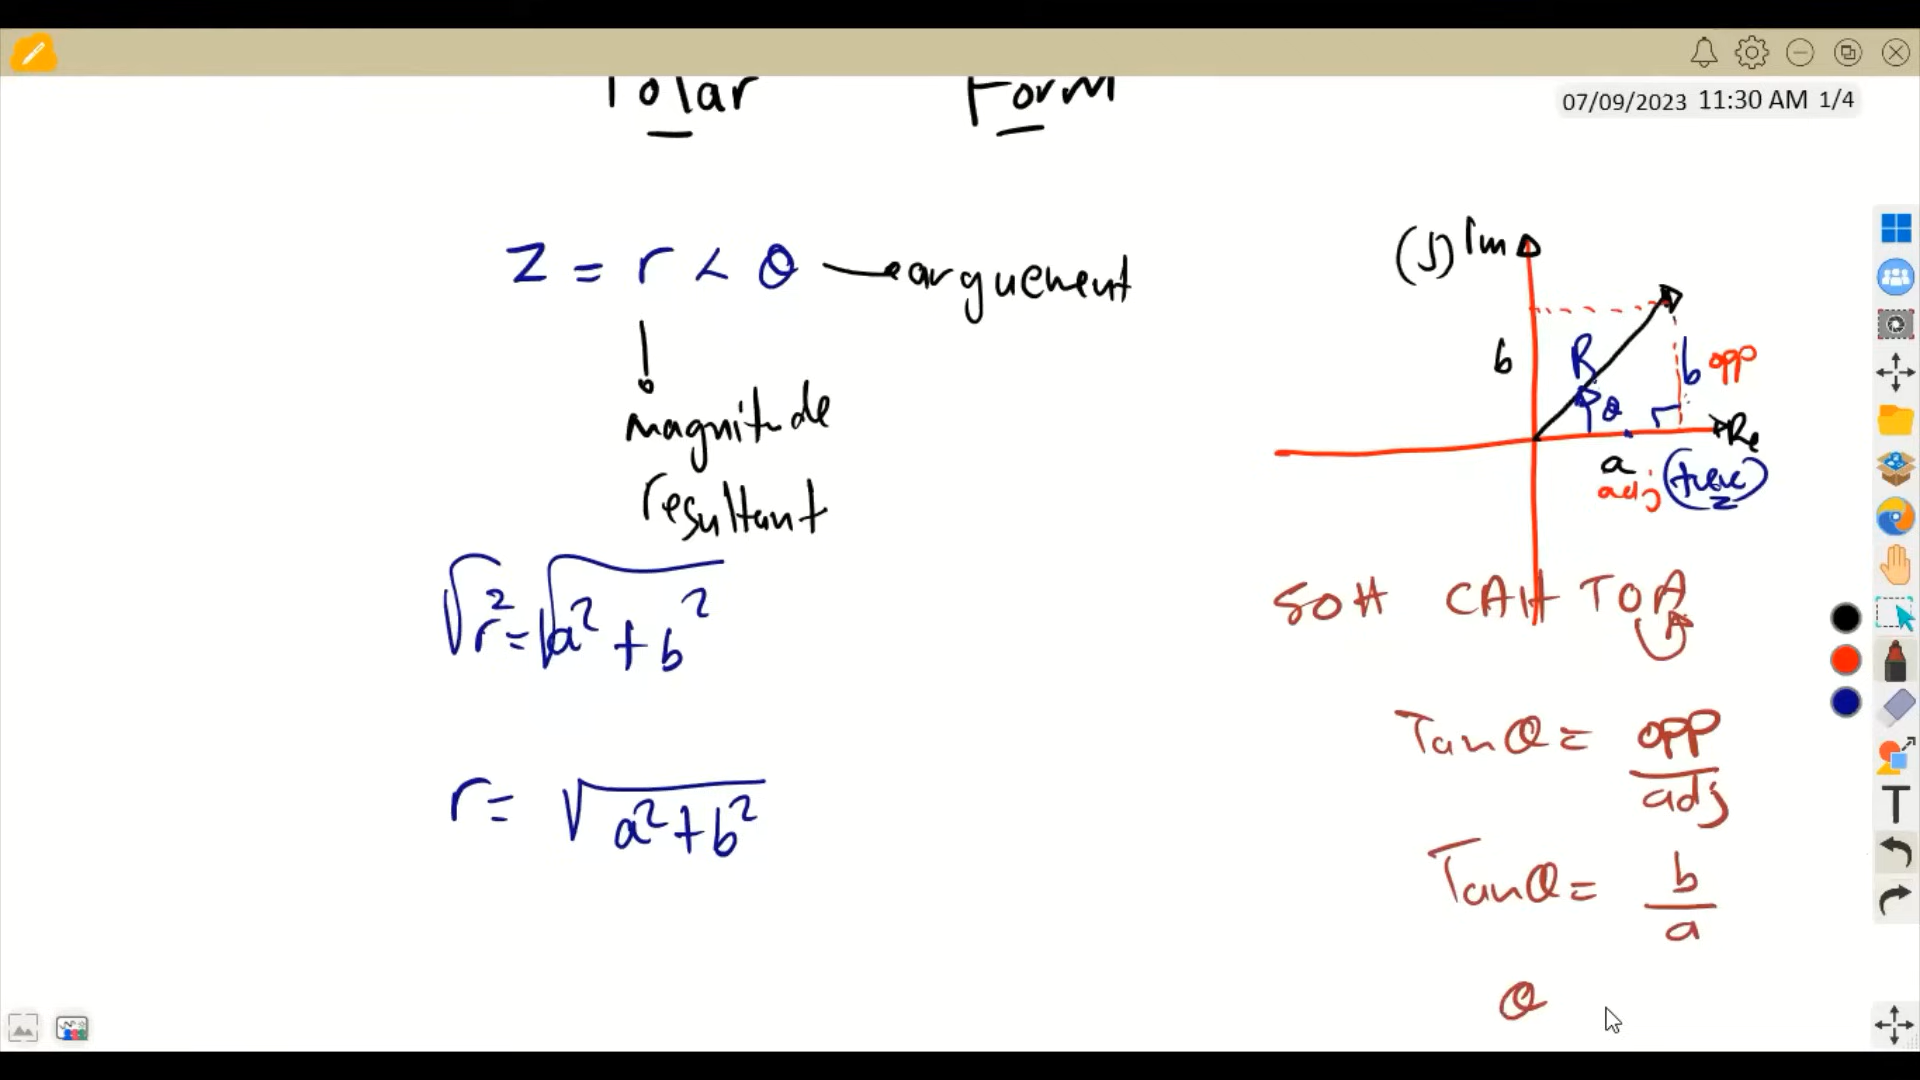 Polar Form
07/09/2023 11:30 AM 1/4
Z = r < θ arguement
magnitude
resultant
√r² = √a² + b²
r = √a² + b²
(J) Im
b R θ b opp
Re
a
adj (+ve)
SOH CAH TOA
Tanθ = opp/adj
Tanθ = b/a
θ
T